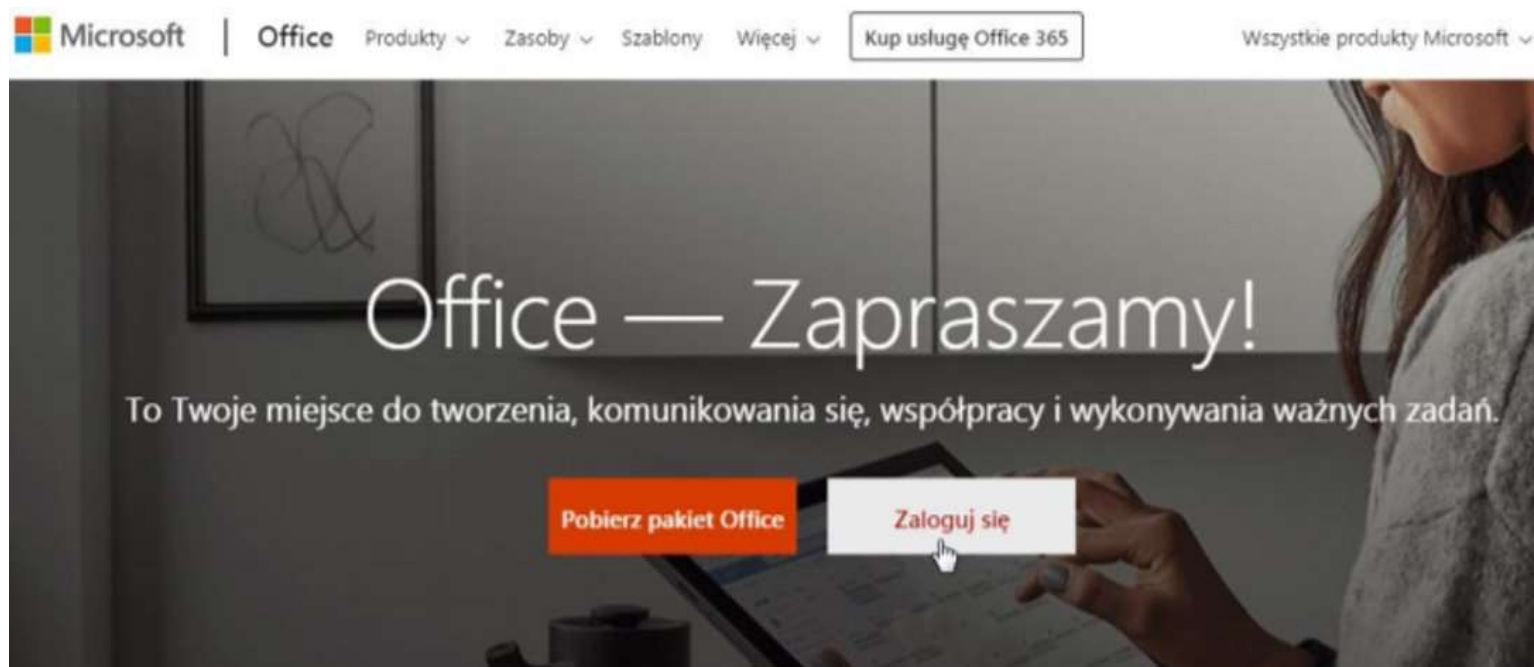 Microsoft | Office Produkty Zasoby Szablony Więcej Kup usługę Office 365 Wszystkie produkty Microsoft
Office — Zapraszamy!
To Twoje miejsce do tworzenia, komunikowania się, współpracy i wykonywania ważnych zadań.
Pobierz pakiet Office Zaloguj się